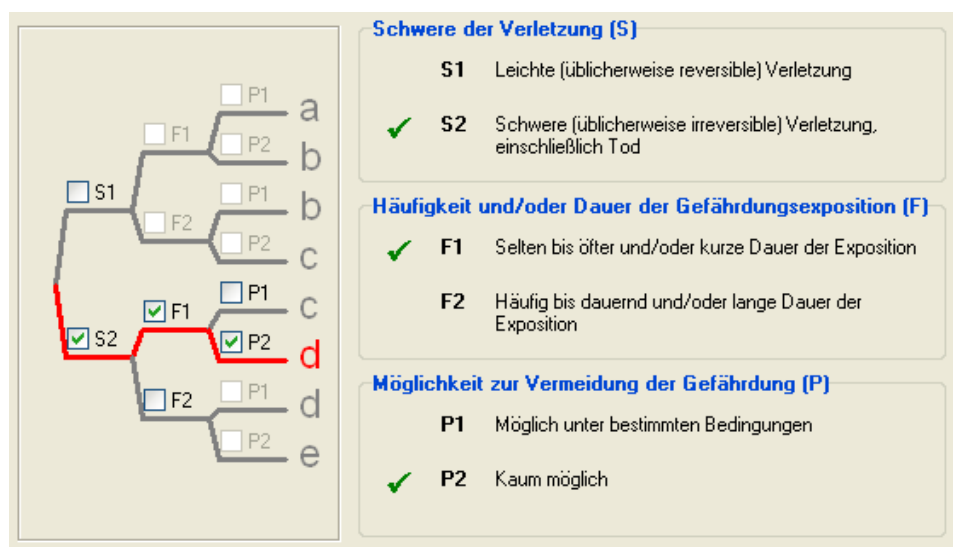 P1
a
F1
P2
b
S1
P1
b
F2
P2
c
P1
c
F1
P2
d
S2
P1
d
F2
P2
e
Schwere der Verletzung (S)
S1 Leichte (üblicherweise reversible) Verletzung
S2 Schwere (üblicherweise irreversible) Verletzung,
einschließlich Tod
Häufigkeit und/oder Dauer der Gefährdungsexposition (F)
F1 Selten bis öfter und/oder kurze Dauer der Exposition
F2 Häufig bis dauernd und/oder lange Dauer der
Exposition
Möglichkeit zur Vermeidung der Gefährdung (P)
P1 Möglich unter bestimmten Bedingungen
P2 Kaum möglich